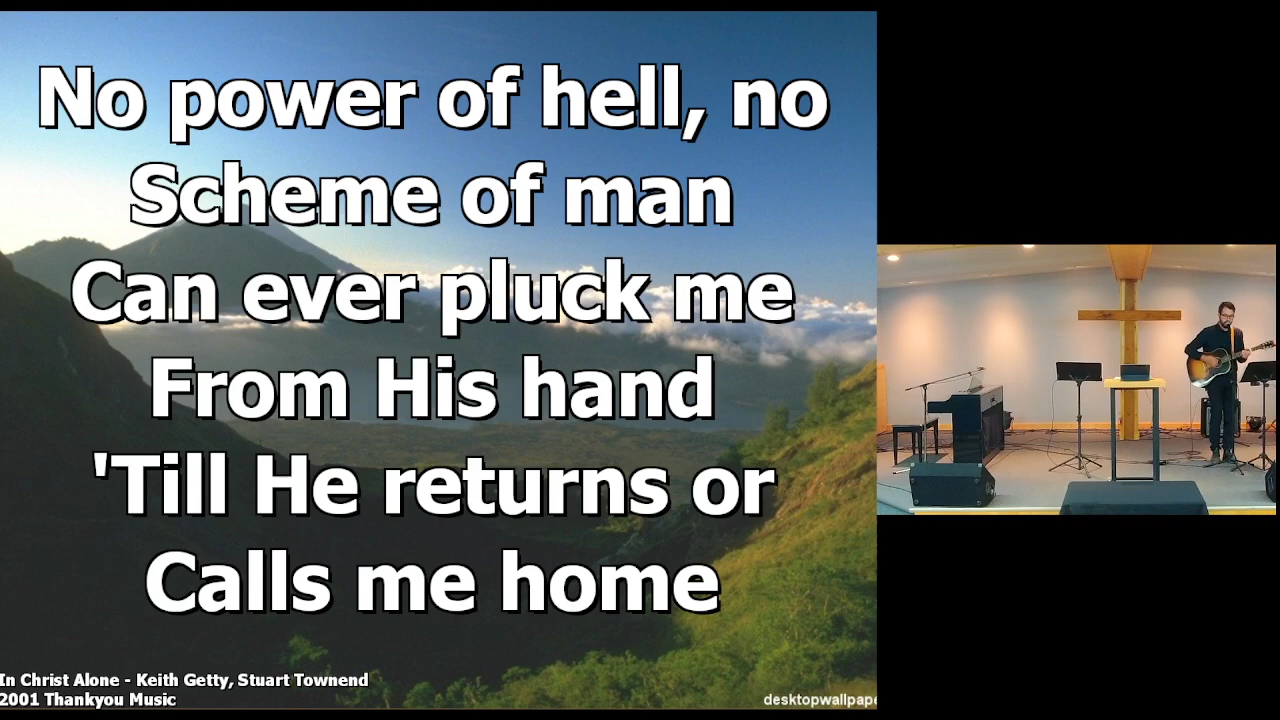 No power of hell, no
Scheme of man
Can ever pluck me
From His hand
'Till He returns or
Calls me home
In Christ Alone - Keith Getty, Stuart Townend
2001 Thankyou Music
desktopwallpape